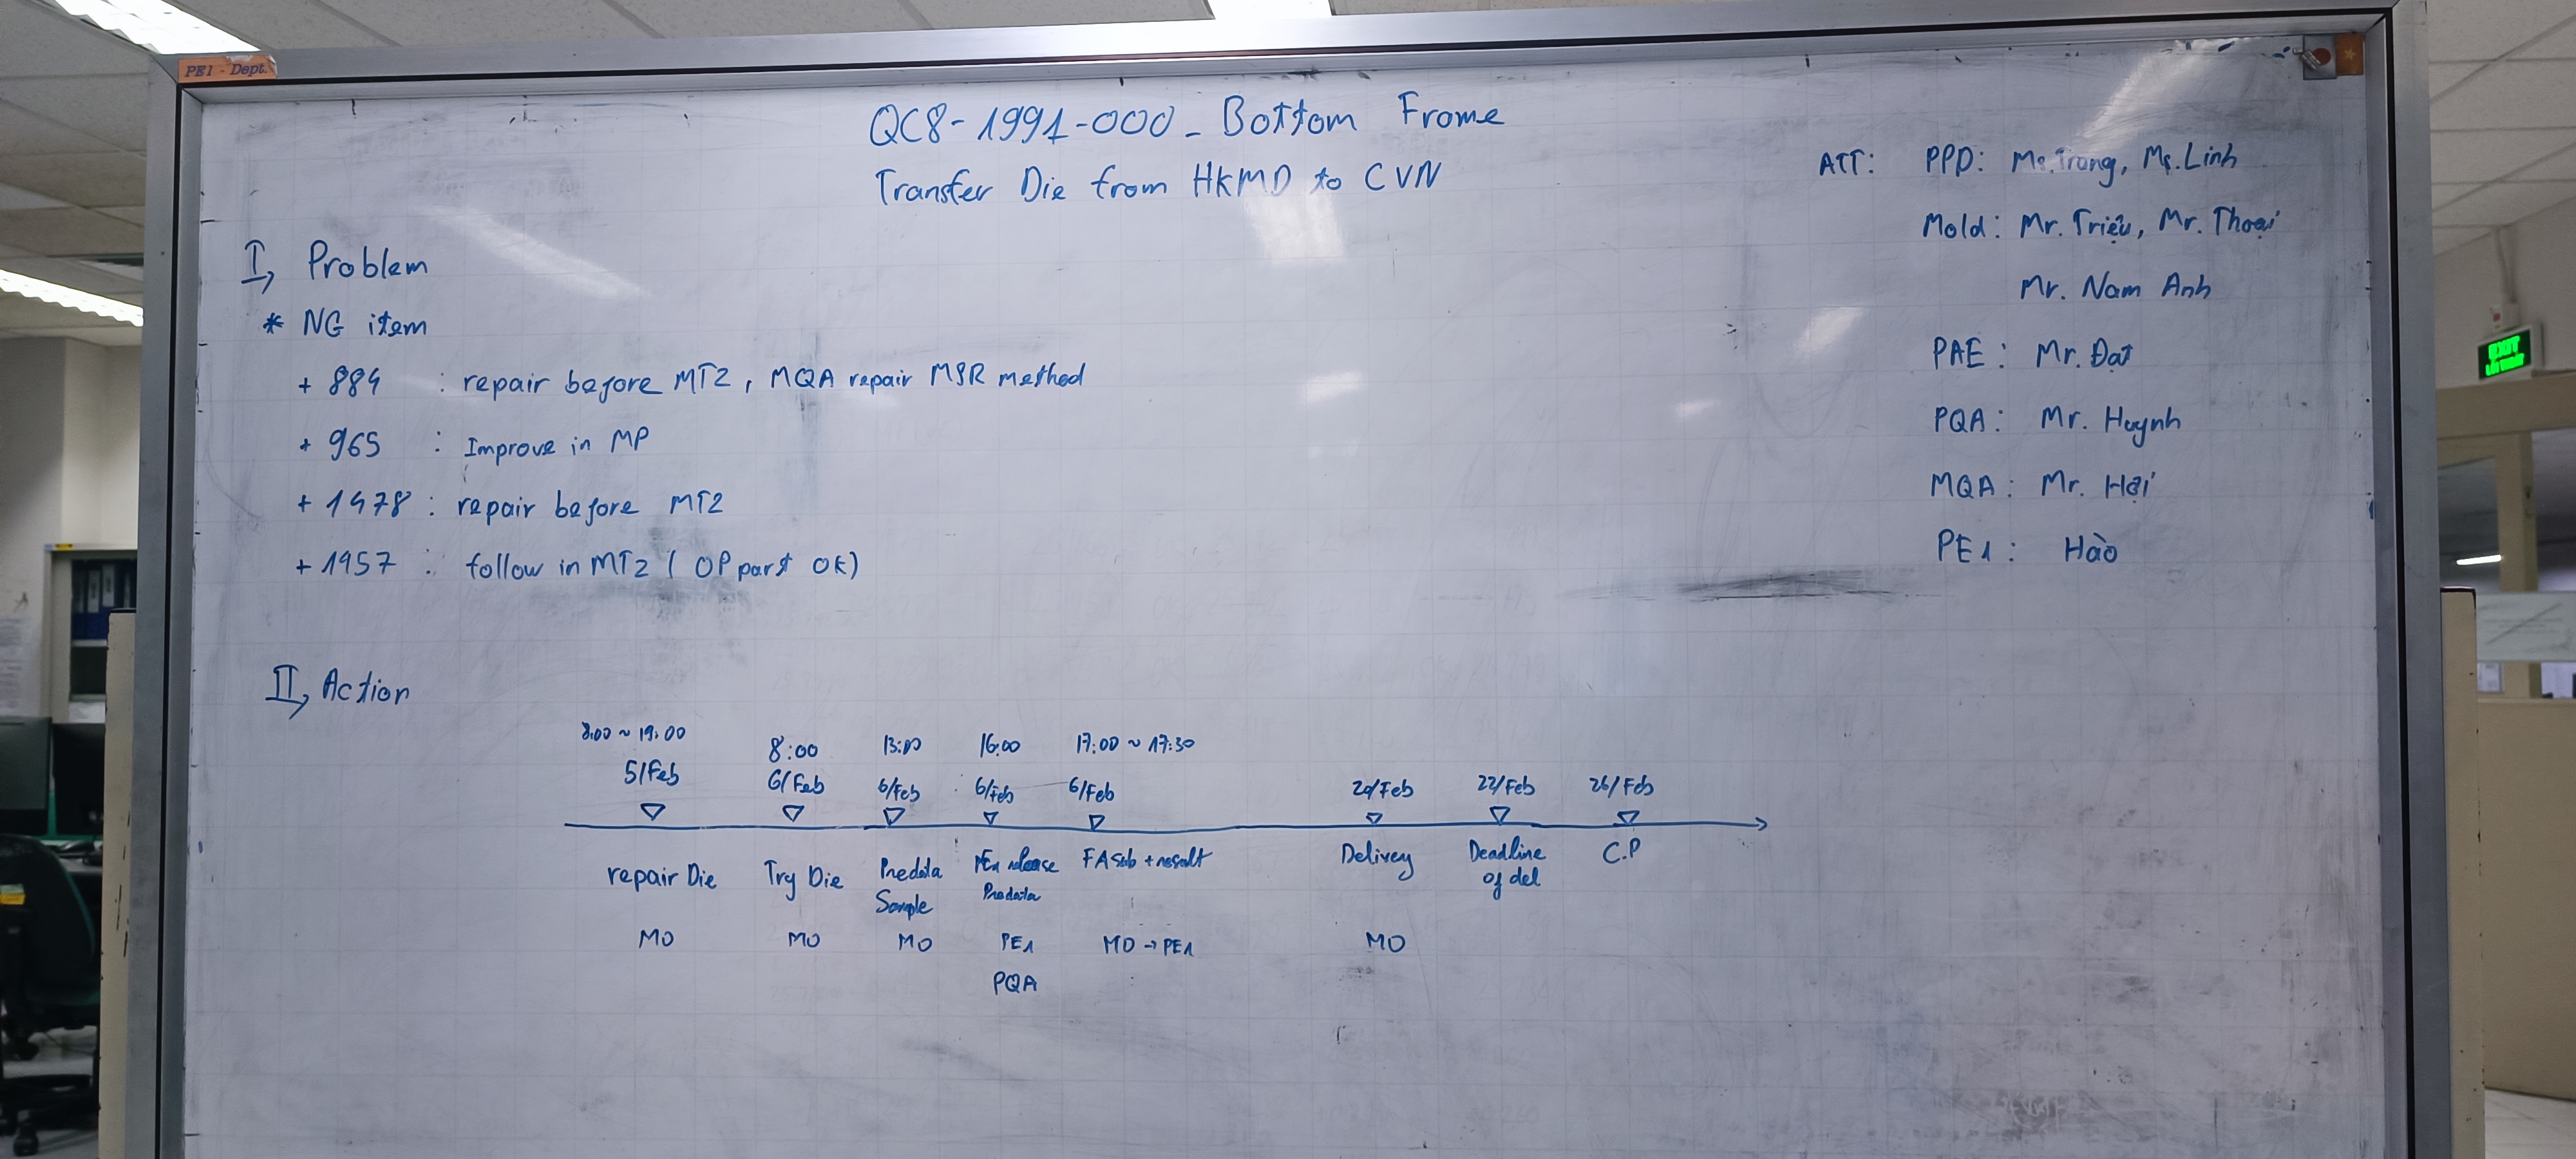 PE1 - Dept.
QC8-1991-000_Bottom Frame
Transfer Die from HKMD to CVN
ATT: PPD: Ms.Trang, Ms.Linh
Mold: Mr. Triệu, Mr. Thoại
Mr. Nam Anh
PAE: Mr. Đạt
PQA: Mr. Huynh
MQA: Mr. Hải
PE1: Hào
I, Problem
* NG item
+ 884 : repair before MT2, MQA repair MSR method
+ 965 : Improve in MP
+ 1478 : repair before MT2
+ 1957 : follow in MT2 ( OP part OK)
II, Action
8:00 ~ 19:00 8:00 13:00 16:00 17:00 ~ 17:30
5/Feb 6/Feb 6/Feb 6/Feb 6/Feb 20/Feb 22/Feb 26/Feb
repair Die Try Die Predata PE1 release FA sub + result Delivey Deadline C.P
Sample Predata of del
MO MO MO PE1 MO → PE1 MO
PQA
EXIT